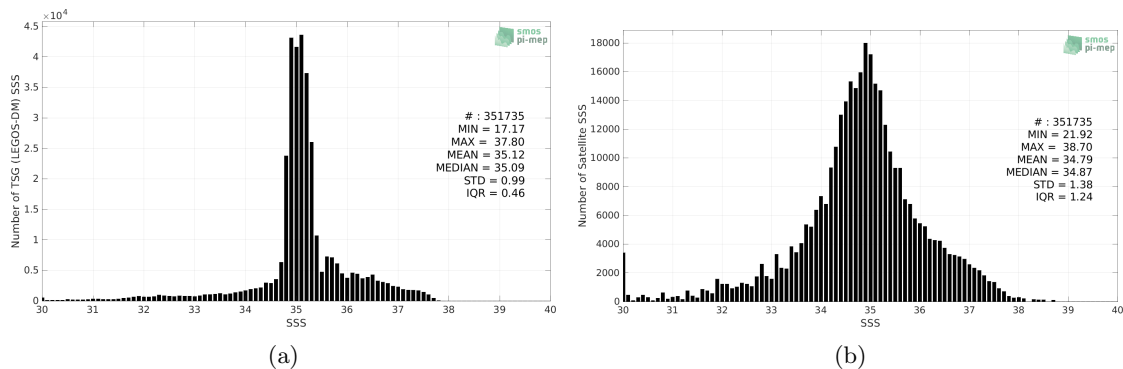 ×10⁴
4.5
4
3.5
3
2.5
2
1.5
1
0.5
0
Number of TSG (LEGOS-DM) SSS
30 31 32 33 34 35 36 37 38 39 40
SSS
smos
pi-mep
# : 351735
MIN = 17.17
MAX = 37.80
MEAN = 35.12
MEDIAN = 35.09
STD = 0.99
IQR = 0.46
(a)
18000
16000
14000
12000
10000
8000
6000
4000
2000
0
Number of Satellite SSS
30 31 32 33 34 35 36 37 38 39 40
SSS
smos
pi-mep
# : 351735
MIN = 21.92
MAX = 38.70
MEAN = 34.79
MEDIAN = 34.87
STD = 1.38
IQR = 1.24
(b)